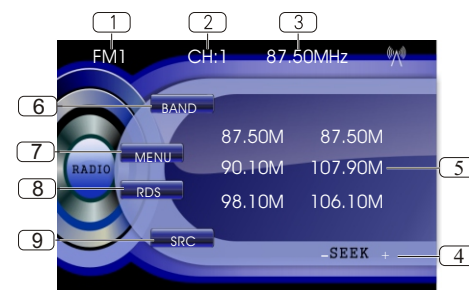 1 2 3
FM1 CH:1 87.50MHz
6 BAND
87.50M 87.50M
7 MENU
90.10M 107.90M 5
RADIO
8 RDS
98.10M 106.10M
9 SRC
-SEEK + 4